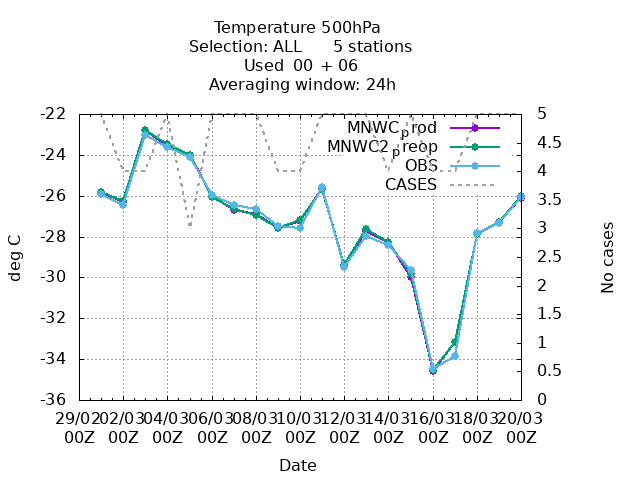 Temperature 500hPa
Selection: ALL 5 stations
Used 00 + 06
Averaging window: 24h
-22 5
MNWC_prod
4.5
-24 MNWC2_preop
OBS
4
CASES
-26 3.5
-28 3
2.5
-30 2
-32 1.5
1
-34 0.5
-36 0
deg C
No cases
29/02 02/03 04/03 06/03 08/03 10/03 12/03 14/03 16/03 18/03 20/03
00Z 00Z 00Z 00Z 00Z 00Z 00Z 00Z 00Z 00Z 00Z
Date